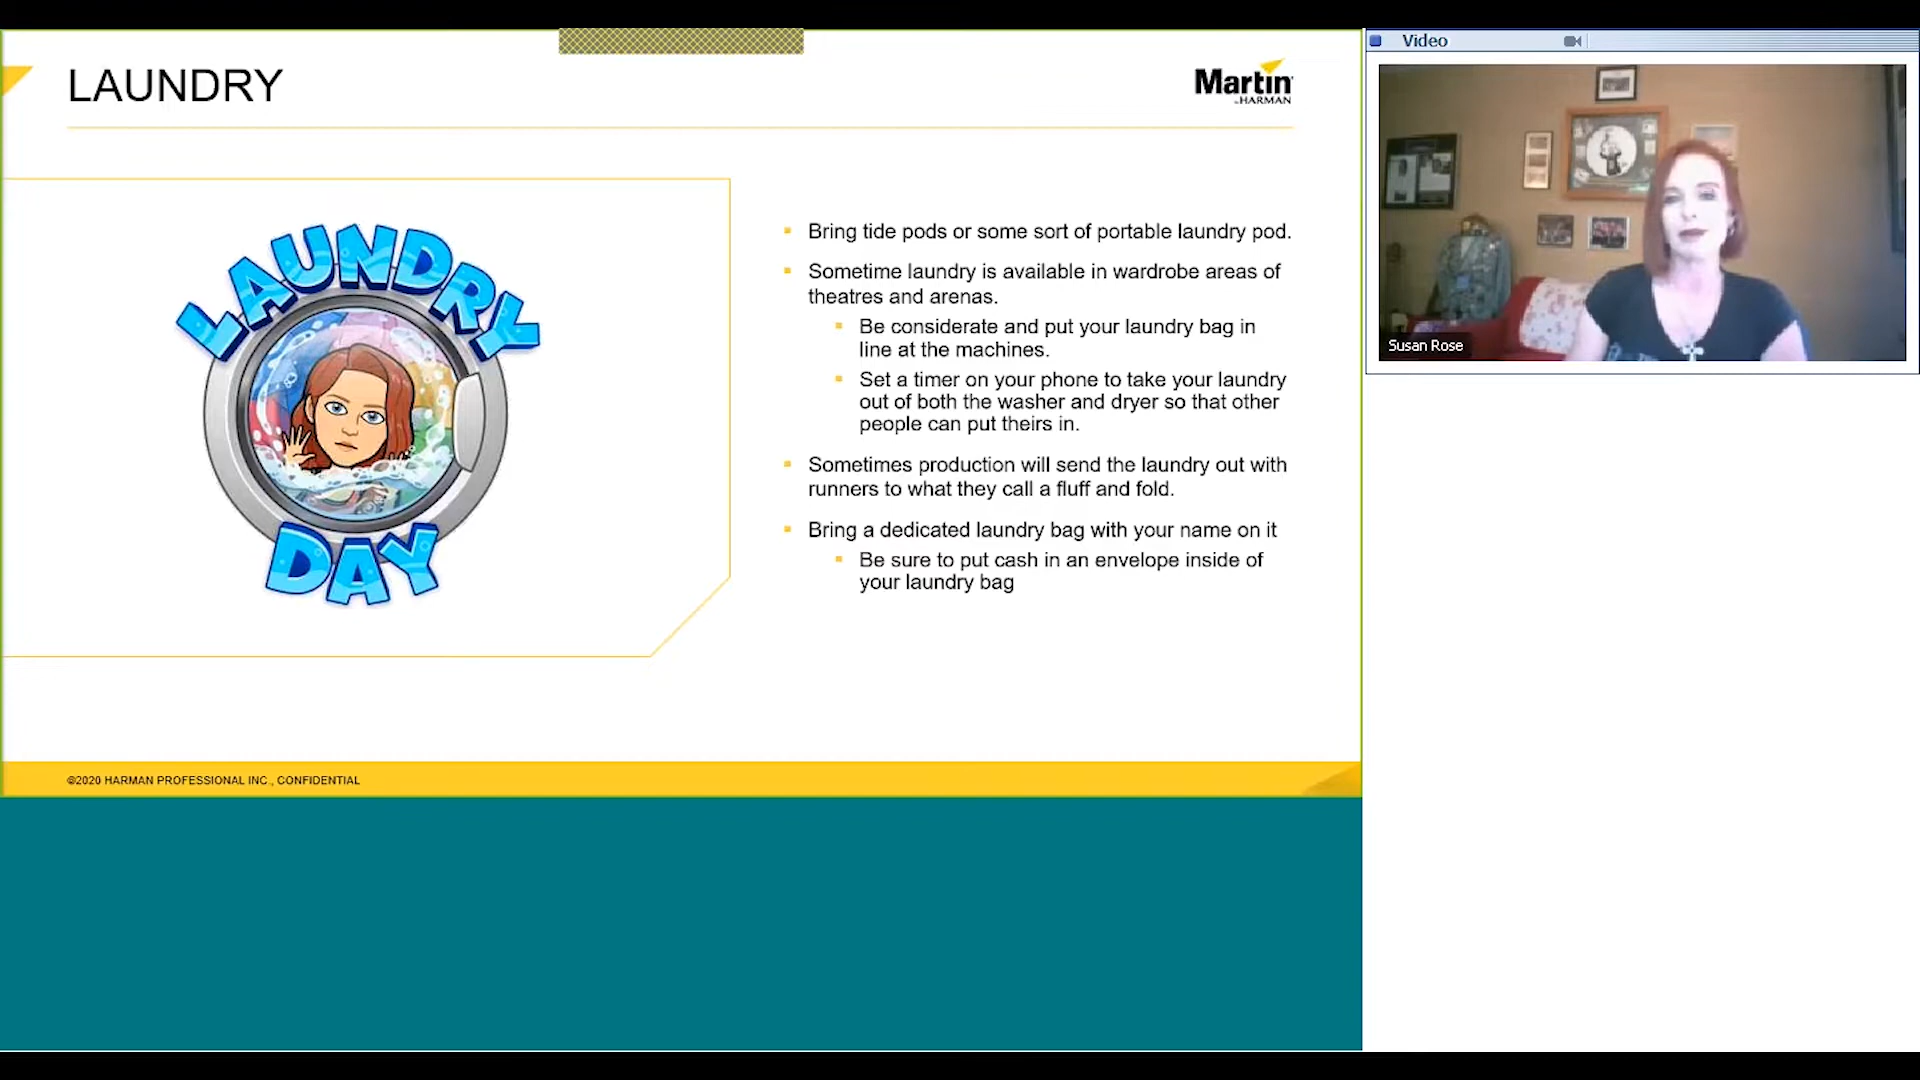 LAUNDRY
Martin
by HARMAN
LAUNDRY
DAY
Bring tide pods or some sort of portable laundry pod.
Sometime laundry is available in wardrobe areas of
theatres and arenas.
Be considerate and put your laundry bag in
line at the machines.
Set a timer on your phone to take your laundry
out of both the washer and dryer so that other
people can put theirs in.
Sometimes production will send the laundry out with
runners to what they call a fluff and fold.
Bring a dedicated laundry bag with your name on it
Be sure to put cash in an envelope inside of
your laundry bag
©2020 HARMAN PROFESSIONAL INC., CONFIDENTIAL
Video
Susan Rose